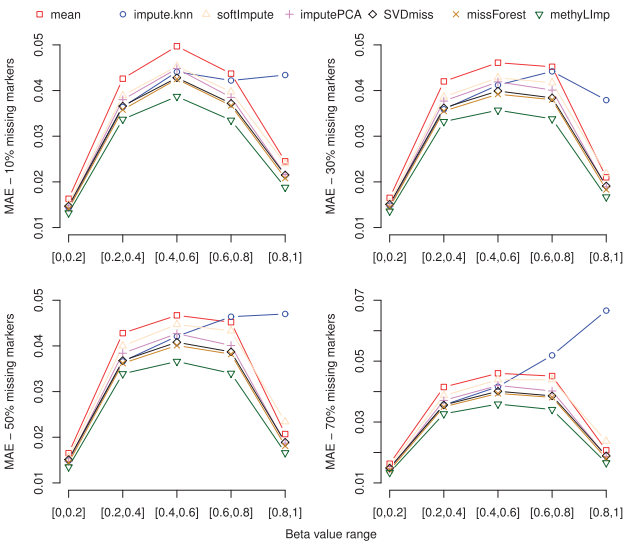 mean impute.knn softImpute imputePCA SVDmiss missForest methyLImp
MAE − 10% missing markers
0.05
0.04
0.03
0.02
0.01
[0,0.2] [0.2,0.4] [0.4,0.6] [0.6,0.8] [0.8,1]
MAE − 30% missing markers
0.05
0.04
0.03
0.02
0.01
[0,0.2] [0.2,0.4] [0.4,0.6] [0.6,0.8] [0.8,1]
MAE − 50% missing markers
0.05
0.04
0.03
0.02
0.01
[0,0.2] [0.2,0.4] [0.4,0.6] [0.6,0.8] [0.8,1]
MAE − 70% missing markers
0.07
0.05
0.03
0.01
[0,0.2] [0.2,0.4] [0.4,0.6] [0.6,0.8] [0.8,1]
Beta value range